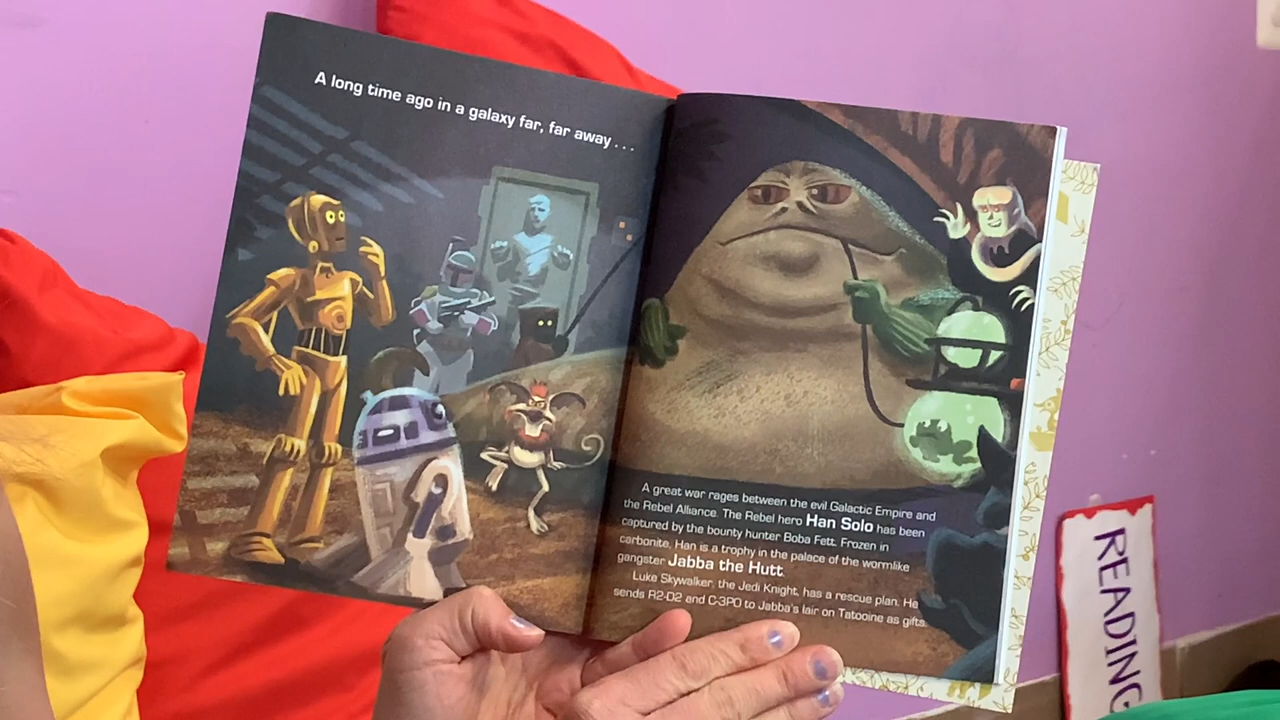 A long time ago in a galaxy far, far away . . .
A great war rages between the evil Galactic Empire and
the Rebel Alliance. The Rebel hero Han Solo has been
captured by the bounty hunter Boba Fett. Frozen in
carbonite, Han is a trophy in the palace of the wormlike
gangster Jabba the Hutt.
Luke Skywalker, the Jedi Knight, has a rescue plan. He
sends R2-D2 and C-3PO to Jabba's lair on Tatooine as gifts.
READING